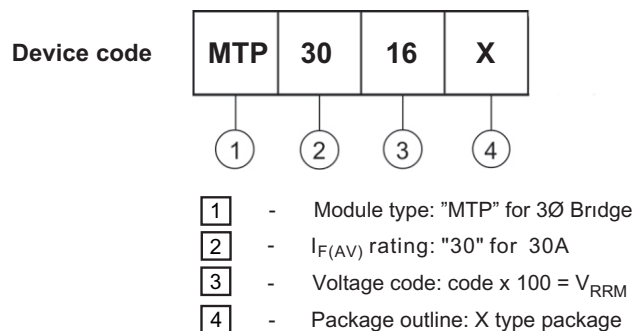 Device code MTP 30 16 X
1 2 3 4
1 - Module type: ”MTP” for 3Ø Bridge
2 - IF(AV) rating: "30" for 30A
3 - Voltage code: code x 100 = VRRM
4 - Package outline: X type package